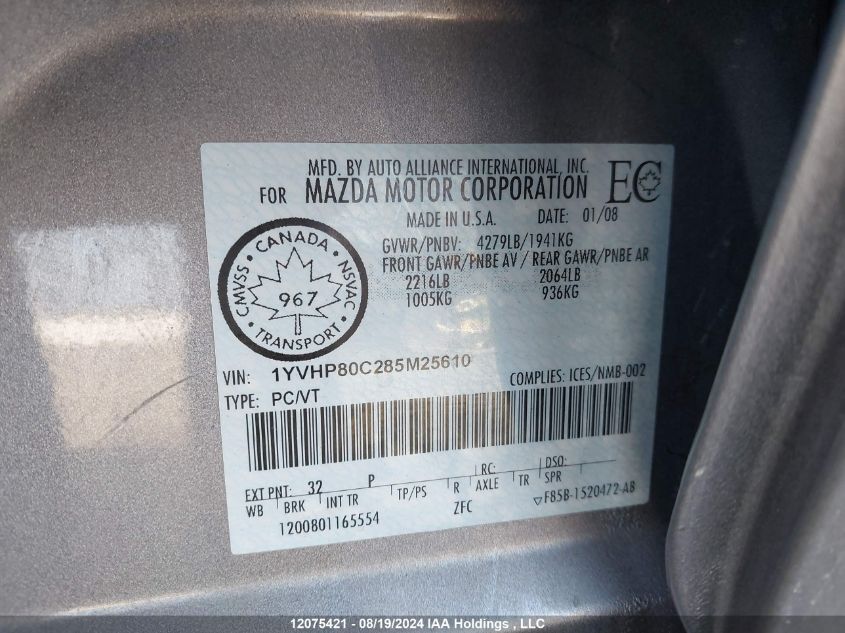 MFD. BY AUTO ALLIANCE INTERNATIONAL, INC.
FOR MAZDA MOTOR CORPORATION EC
MADE IN U.S.A. DATE: 01/08
GVWR/PNBV: 4279LB/1941KG
FRONT GAWR/PNBE AV / REAR GAWR/PNBE AR
2216LB 2064LB
1005KG 936KG
CANADA
CMVSS 967 NSVAC
TRANSPORT
VIN: 1YVHP80C285M25610
TYPE: PC/VT COMPLIES: ICES/NMB-002
EXT PNT: 32 P RC: DSO:
WB BRK INT TR TP/PS R AXLE TR SPR
1200801165554 ZFC ▽F85B-1520472-AB
12075421 - 08/19/2024 IAA Holdings, LLC